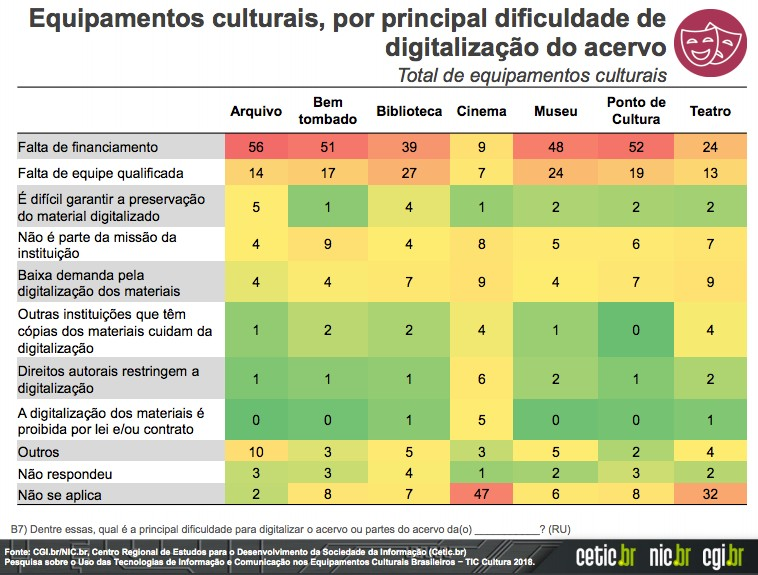 Equipamentos culturais, por principal dificuldade de
digitalização do acervo
Total de equipamentos culturais
Arquivo Bem tombado Biblioteca Cinema Museu Ponto de Cultura Teatro
Falta de financiamento 56 51 39 9 48 52 24
Falta de equipe qualificada 14 17 27 7 24 19 13
É difícil garantir a preservação
do material digitalizado 5 1 4 1 2 2 2
Não é parte da missão da
instituição 4 9 4 8 5 6 7
Baixa demanda pela
digitalização dos materiais 4 4 7 9 4 7 9
Outras instituições que têm
cópias dos materiais cuidam da
digitalização 1 2 2 4 1 0 4
Direitos autorais restringem a
digitalização 1 1 1 6 2 1 2
A digitalização dos materiais é
proibida por lei e/ou contrato 0 0 1 5 0 0 1
Outros 10 3 5 3 5 2 4
Não respondeu 3 3 4 1 2 3 2
Não se aplica 2 8 7 47 6 8 32
B7) Dentre essas, qual é a principal dificuldade para digitalizar o acervo ou partes do acervo da(o) __________? (RU)
Fonte: CGI.br/NIC.br, Centro Regional de Estudos para o Desenvolvimento da Sociedade da Informação (Cetic.br)
Pesquisa sobre o Uso das Tecnologias de Informação e Comunicação nos Equipamentos Culturais Brasileiros – TIC Cultura 2016.
cetic.br nic.br cgi.br